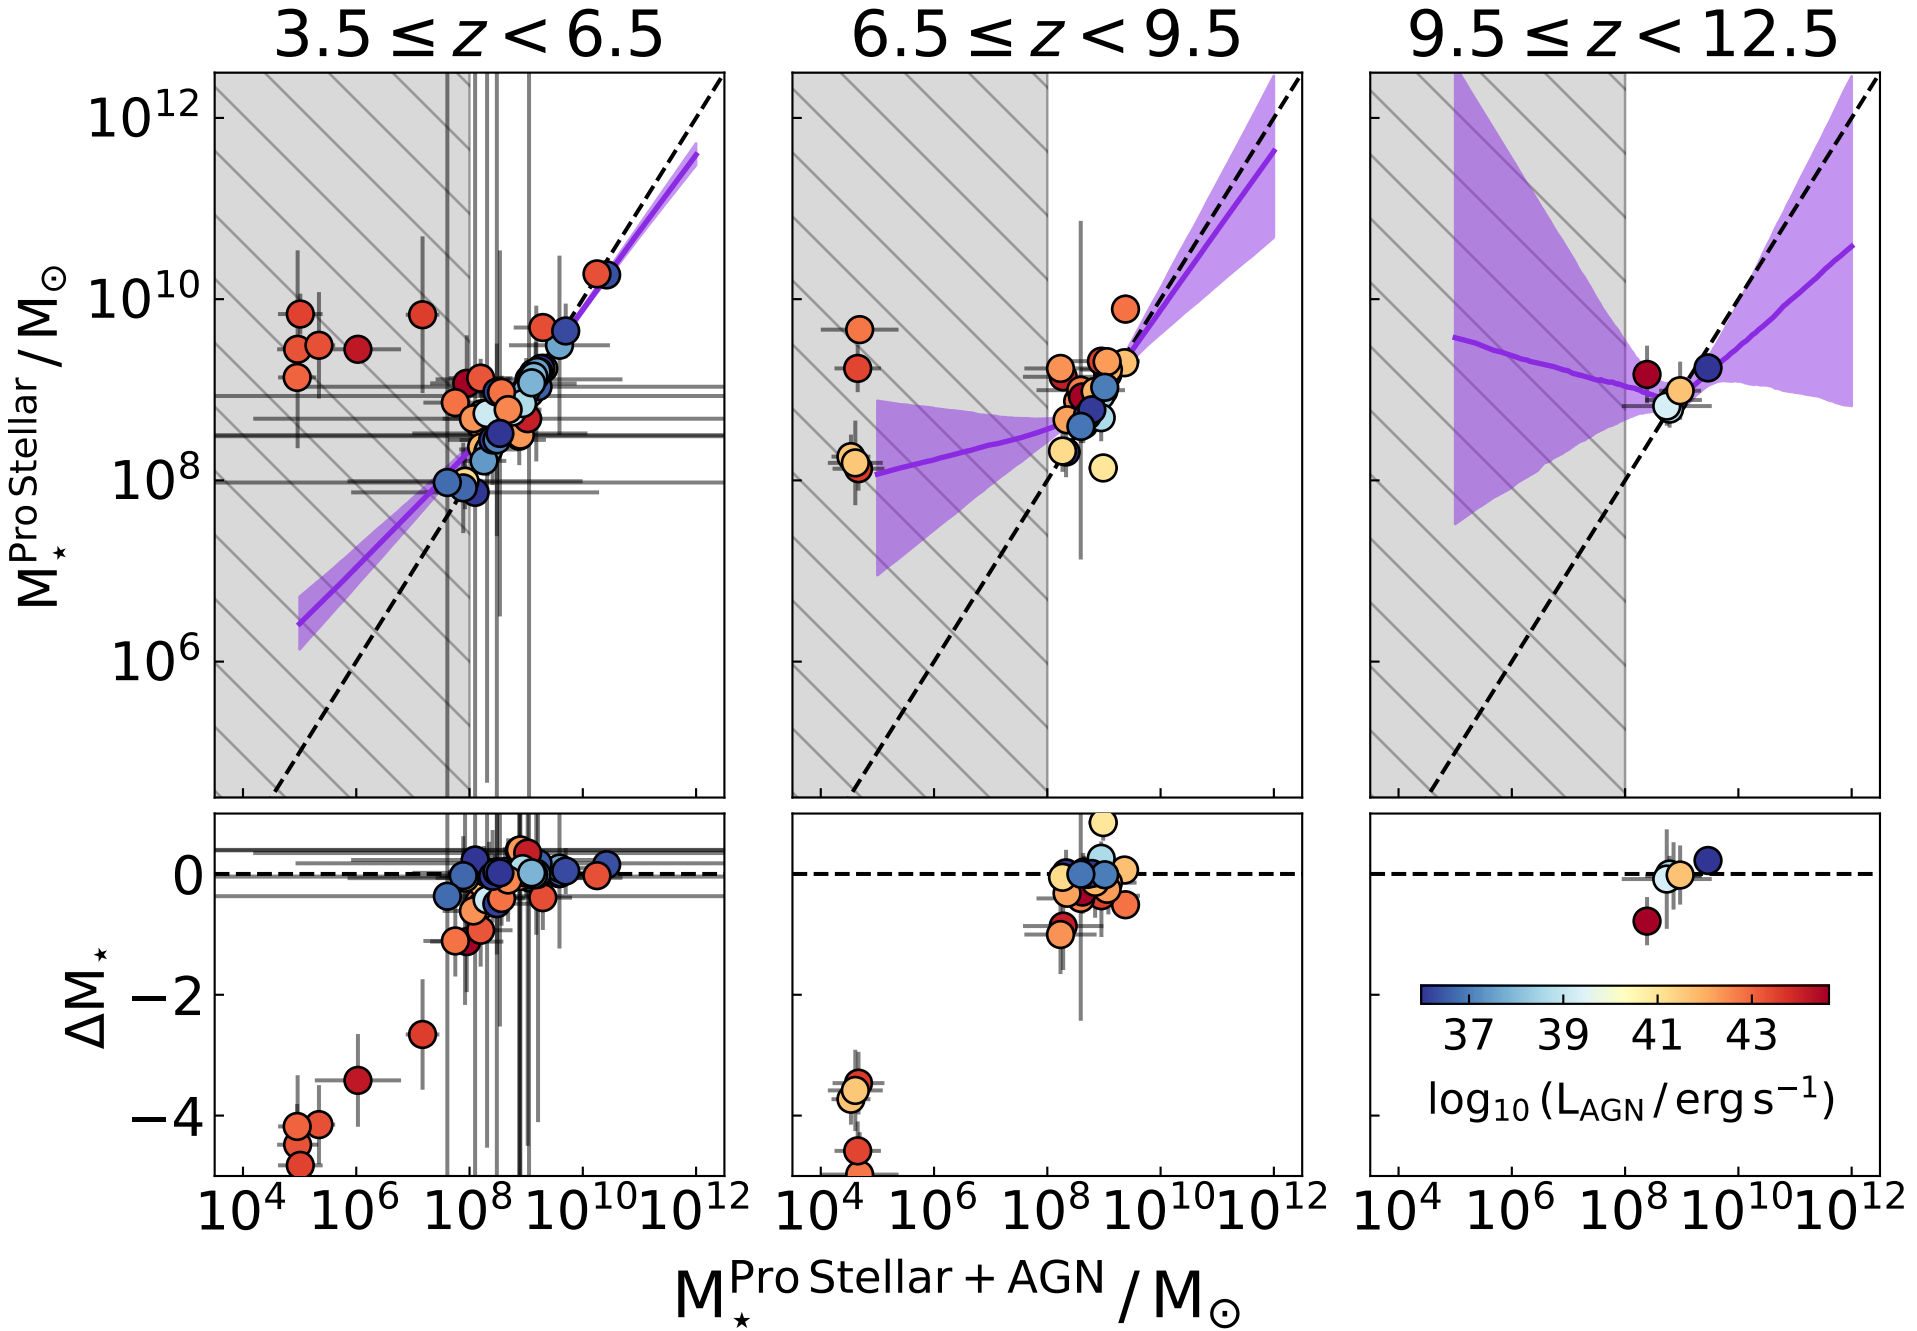 3.5 ≤ z < 6.5
6.5 ≤ z < 9.5
9.5 ≤ z < 12.5
10¹²
10¹⁰
10⁸
10⁶
M⋆^Pro Stellar / M⊙
0
−2
−4
ΔM⋆
37 39 41 43
log₁₀ (L_AGN / erg s⁻¹)
10⁴ 10⁶ 10⁸ 10¹⁰ 10¹² 10⁴ 10⁶ 10⁸ 10¹⁰ 10¹² 10⁴ 10⁶ 10⁸ 10¹⁰ 10¹²
M⋆^Pro Stellar + AGN / M⊙